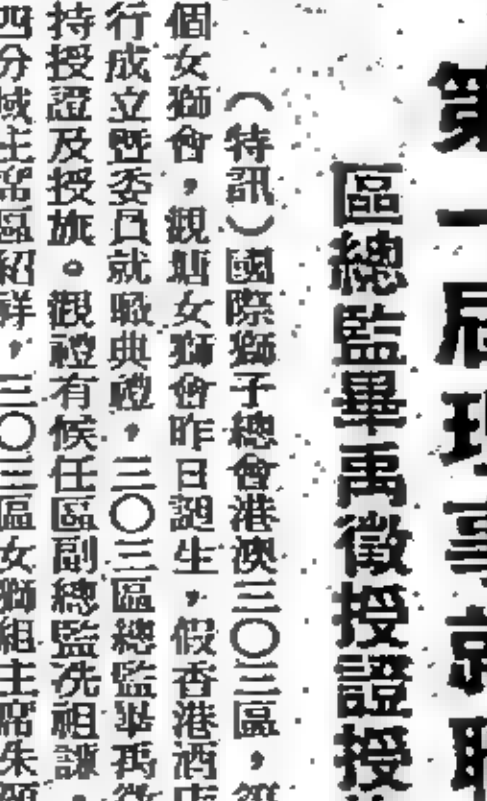 第一屆理事就職
區總監畢禹徵授證授
（特訊）國際獅子總會港澳三〇三區，第
個女獅會，觀塘女獅會昨日誕生，假香港酒店
行成立暨委員就職典禮，三〇三區總監畢禹徵
持授證及授旗。觀禮有候任區副總監冼祖謙，
四分域主席區紹祥，三〇三區女獅組主席朱